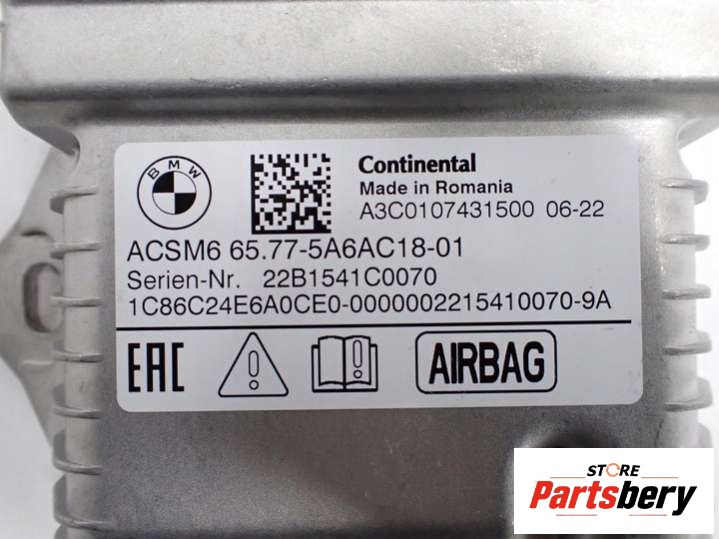 BMW
Continental
Made in Romania
A3C0107431500 06-22
ACSM6 65.77-5A6AC18-01
Serien-Nr. 22B1541C0070
1C86C24E6A0CE0-0000002215410070-9A
EAC
AIRBAG
STORE
Partsbery